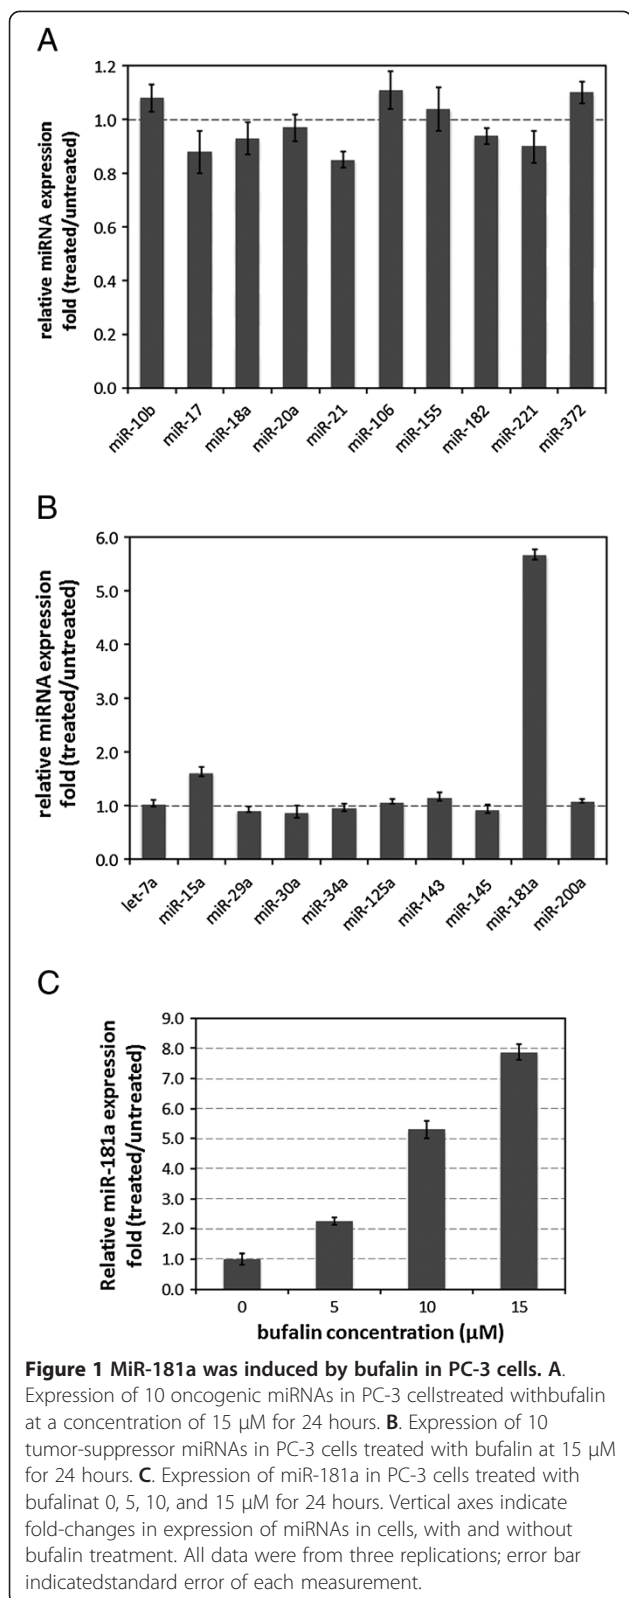 A
relative miRNA expression
fold (treated/untreated)
1.2
1.0
0.8
0.6
0.4
0.2
0.0
miR-10b
miR-17
miR-18a
miR-20a
miR-21
miR-106
miR-155
miR-182
miR-221
miR-372
B
relative miRNA expression
fold (treated/untreated)
6.0
5.0
4.0
3.0
2.0
1.0
0.0
let-7a
miR-15a
miR-29a
miR-30a
miR-34a
miR-125a
miR-143
miR-145
miR-181a
miR-200a
C
Relative miR-181a expression
fold (treated/untreated)
9.0
8.0
7.0
6.0
5.0
4.0
3.0
2.0
1.0
0.0
0 5 10 15
bufalin concentration (μM)
Figure 1 MiR-181a was induced by bufalin in PC-3 cells. A.
Expression of 10 oncogenic miRNAs in PC-3 cellstreated withbufalin
at a concentration of 15 μM for 24 hours. B. Expression of 10
tumor-suppressor miRNAs in PC-3 cells treated with bufalin at 15 μM
for 24 hours. C. Expression of miR-181a in PC-3 cells treated with
bufalinat 0, 5, 10, and 15 μM for 24 hours. Vertical axes indicate
fold-changes in expression of miRNAs in cells, with and without
bufalin treatment. All data were from three replications; error bar
indicatedstandard error of each measurement.